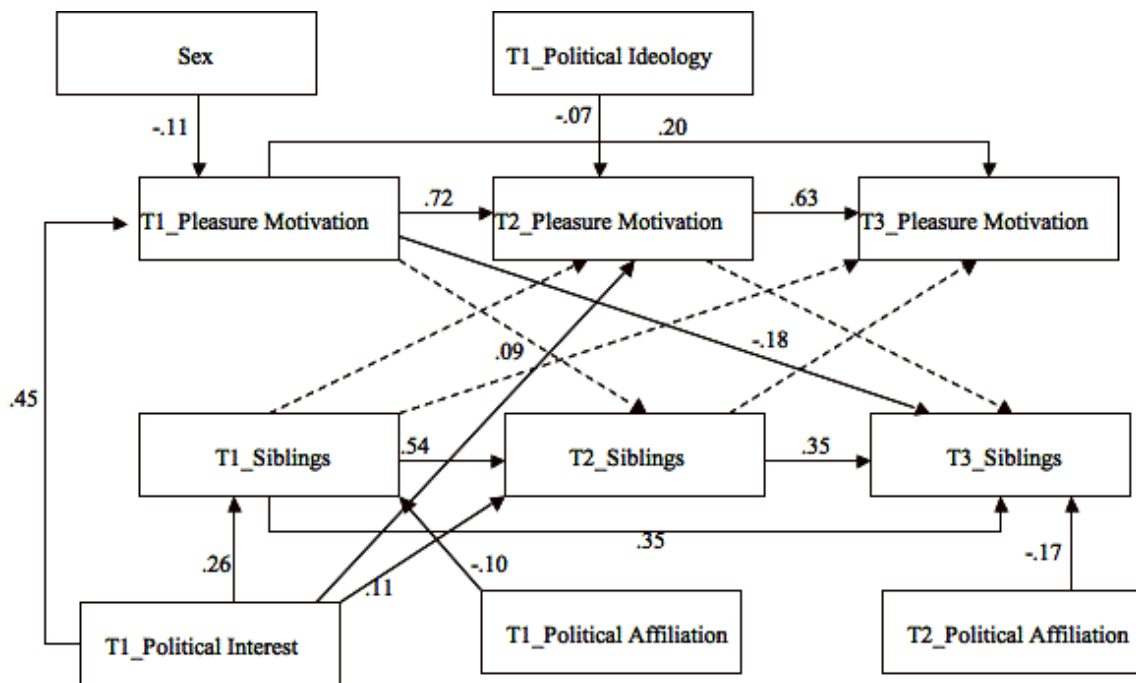 Sex
T1_Political Ideology
-.11
-.07
.20
T1_Pleasure Motivation
.72
T2_Pleasure Motivation
.63
T3_Pleasure Motivation
.09
-.18
.45
T1_Siblings
.54
T2_Siblings
.35
T3_Siblings
.26
.11
-.10
.35
-.17
T1_Political Interest
T1_Political Affiliation
T2_Political Affiliation